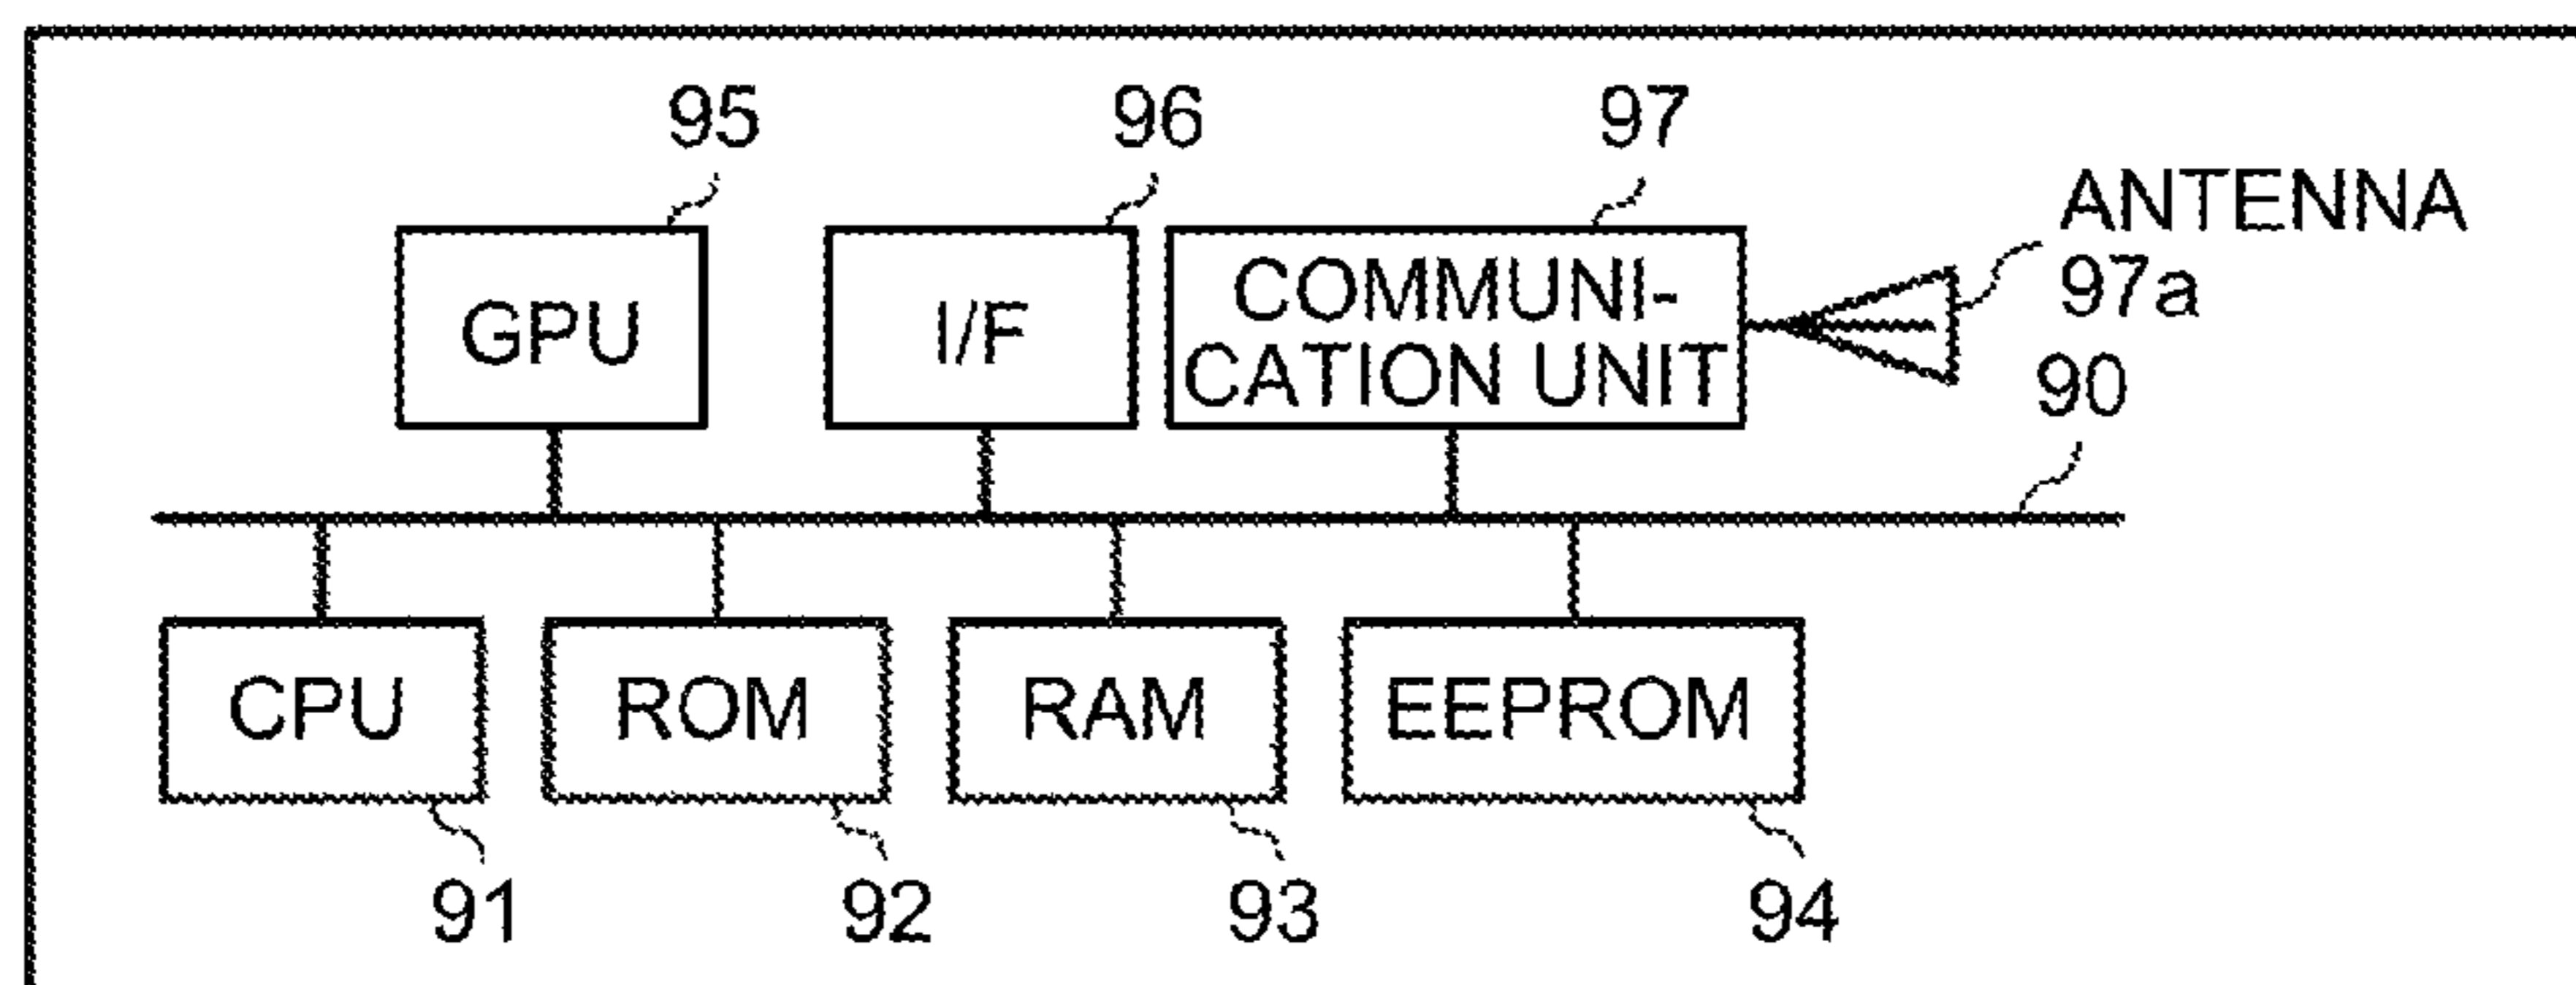 95
96
97
ANTENNA
97a
GPU
I/F
COMMUNI-
CATION UNIT
90
CPU
ROM
RAM
EEPROM
91
92
93
94